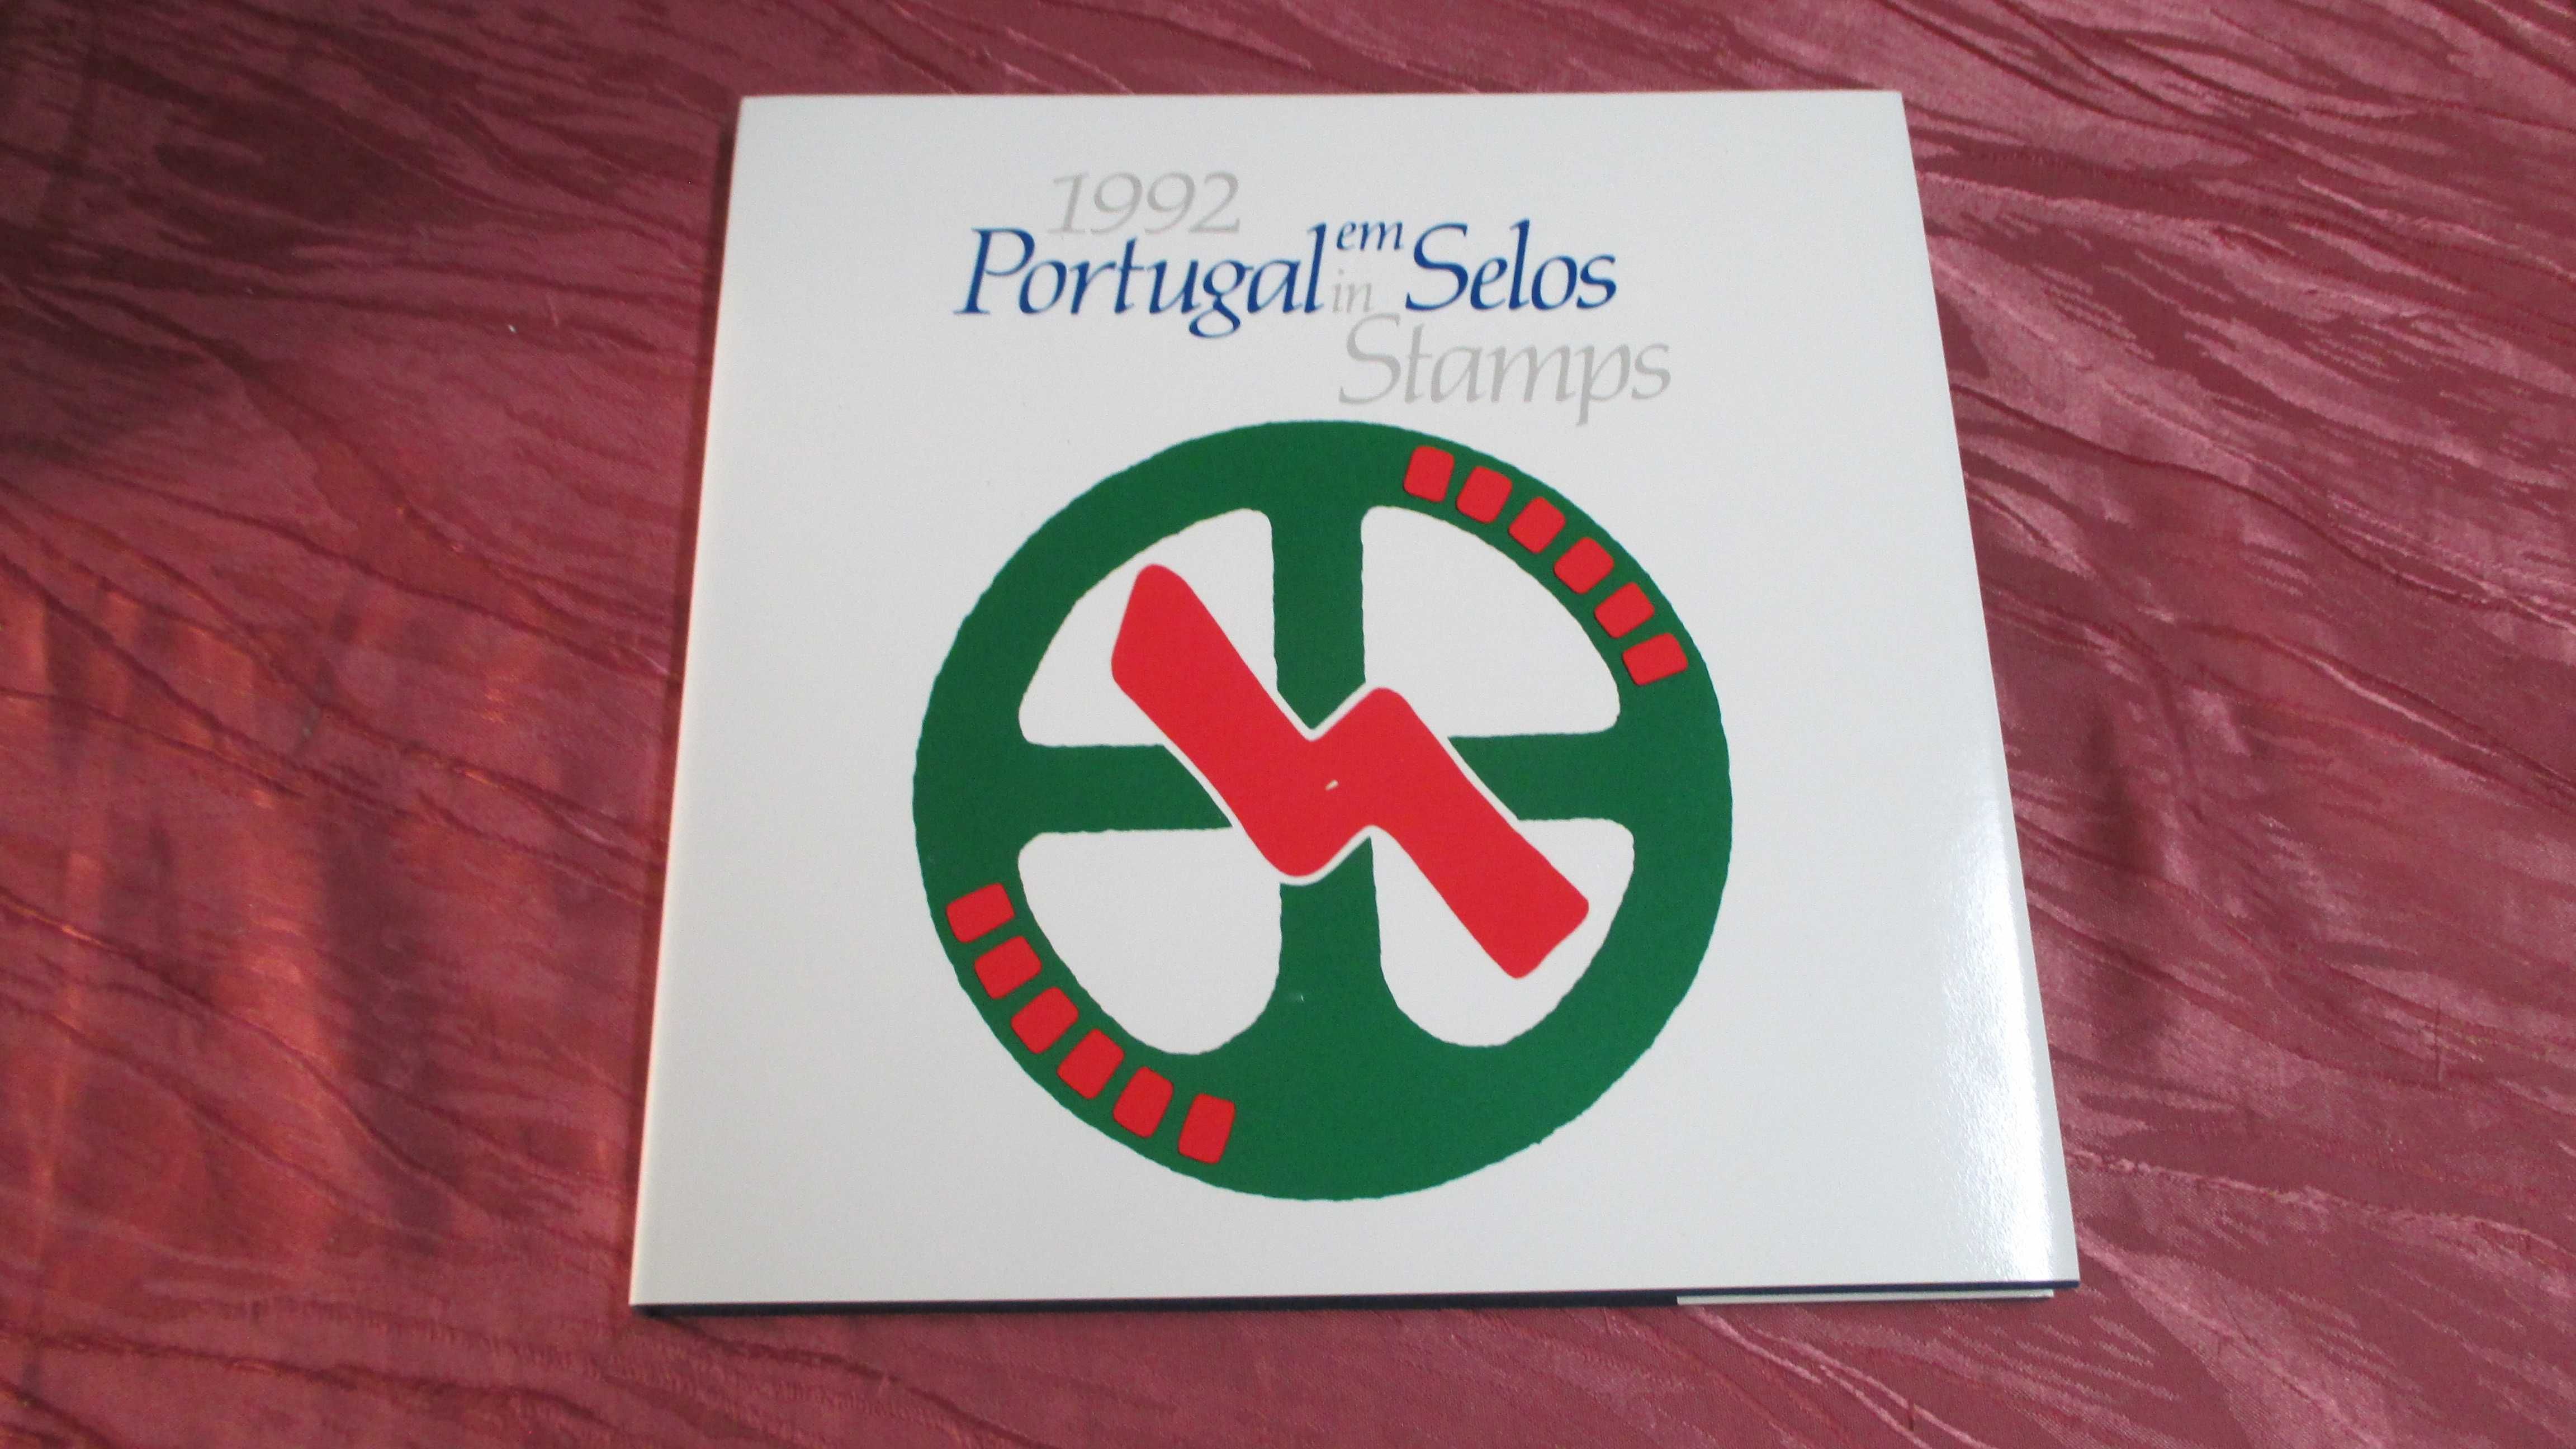 1992
Portugal em Selos
in
Stamps